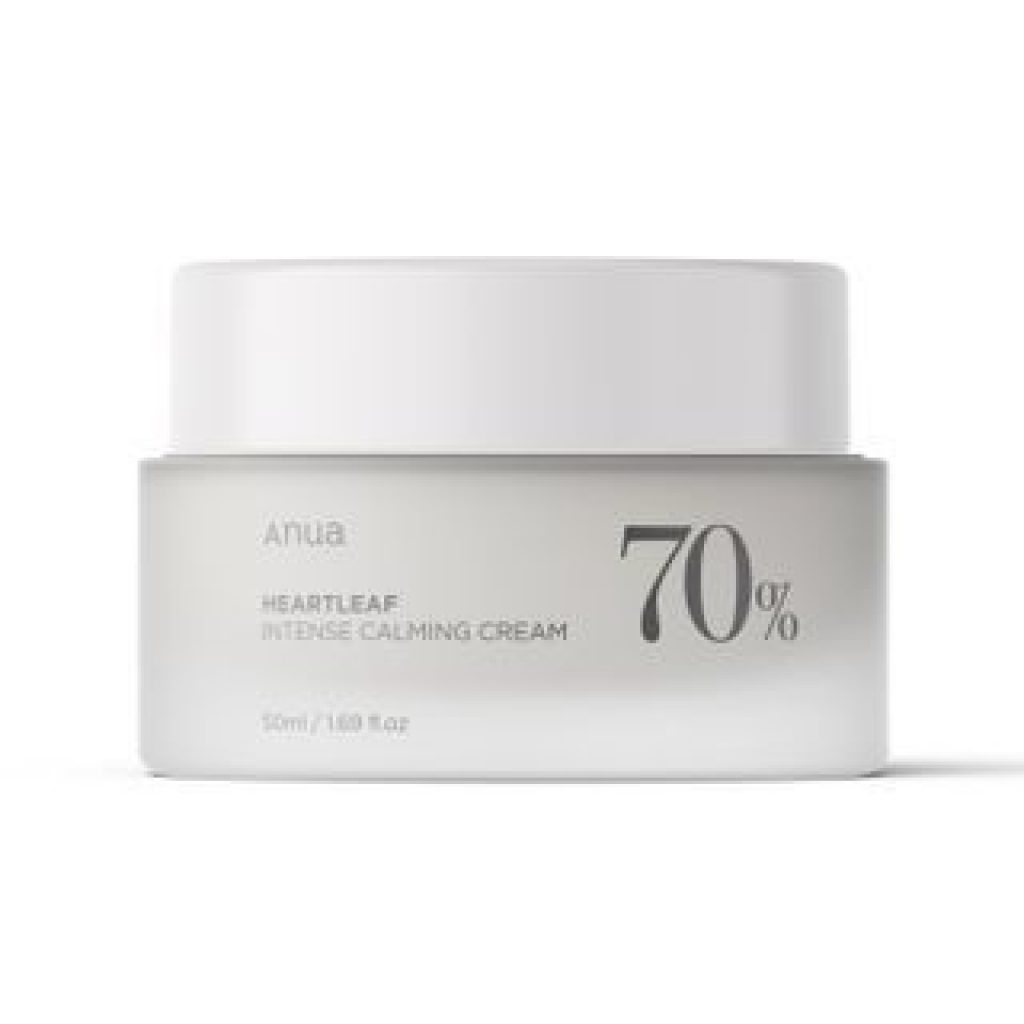 Anua
70%
HEARTLEAF
INTENSE CALMING CREAM
50ml / 1.69 fl.oz